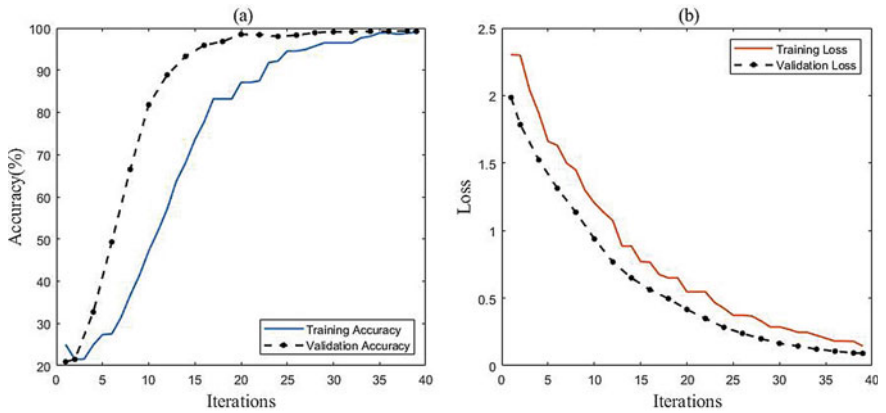 (a)
100
90
80
70
60
50
40
30
20
Accuracy(%)
Training Accuracy
Validation Accuracy
0 5 10 15 20 25 30 35 40
Iterations
(b)
2.5
2
1.5
1
0.5
0
Loss
Training Loss
Validation Loss
0 5 10 15 20 25 30 35 40
Iterations